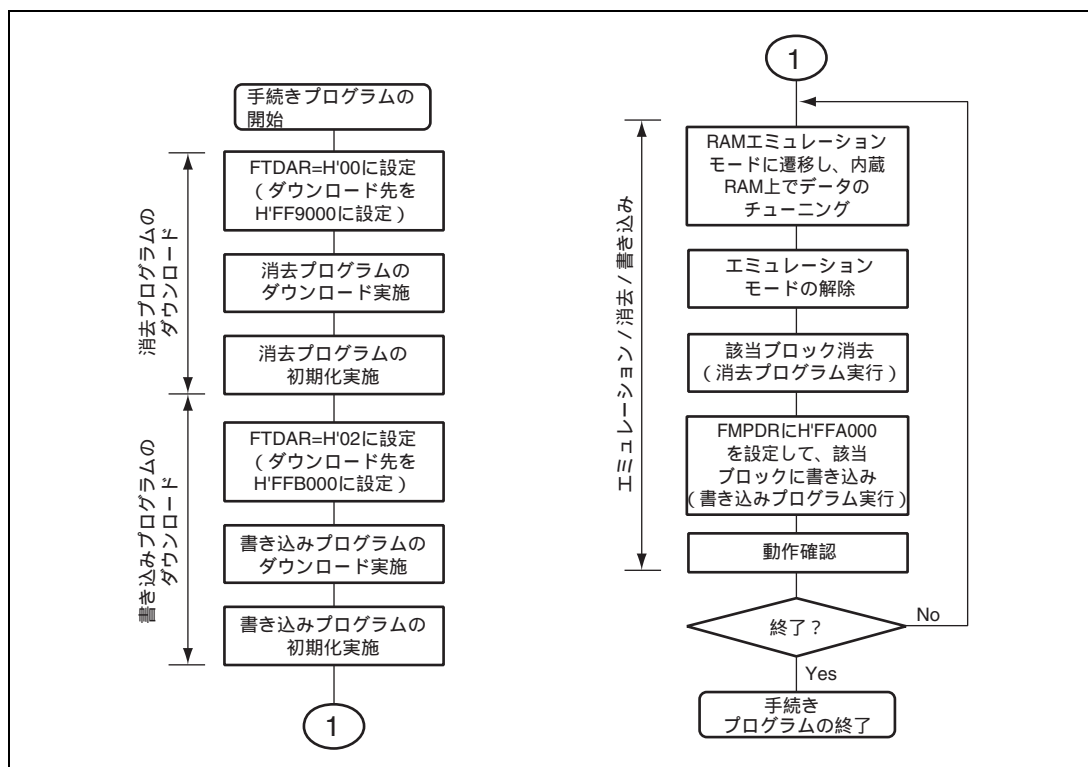 手続きプログラムの
開始
消去プログラムの
ダウンロード
FTDAR=H'00に設定
（ダウンロード先を
H'FF9000に設定）
消去プログラムの
ダウンロード実施
消去プログラムの
初期化実施
書き込みプログラムの
ダウンロード
FTDAR=H'02に設定
（ダウンロード先を
H'FFB000に設定）
書き込みプログラムの
ダウンロード実施
書き込みプログラムの
初期化実施
1
1
エミュレーション / 消去 / 書き込み
RAMエミュレーション
モードに遷移し、内蔵
RAM上でデータの
チューニング
エミュレーション
モードの解除
該当ブロック消去
（消去プログラム実行）
FMPDRにH'FFA000
を設定して、該当
ブロックに書き込み
（書き込みプログラム実行）
動作確認
終了？
No
Yes
手続き
プログラムの終了